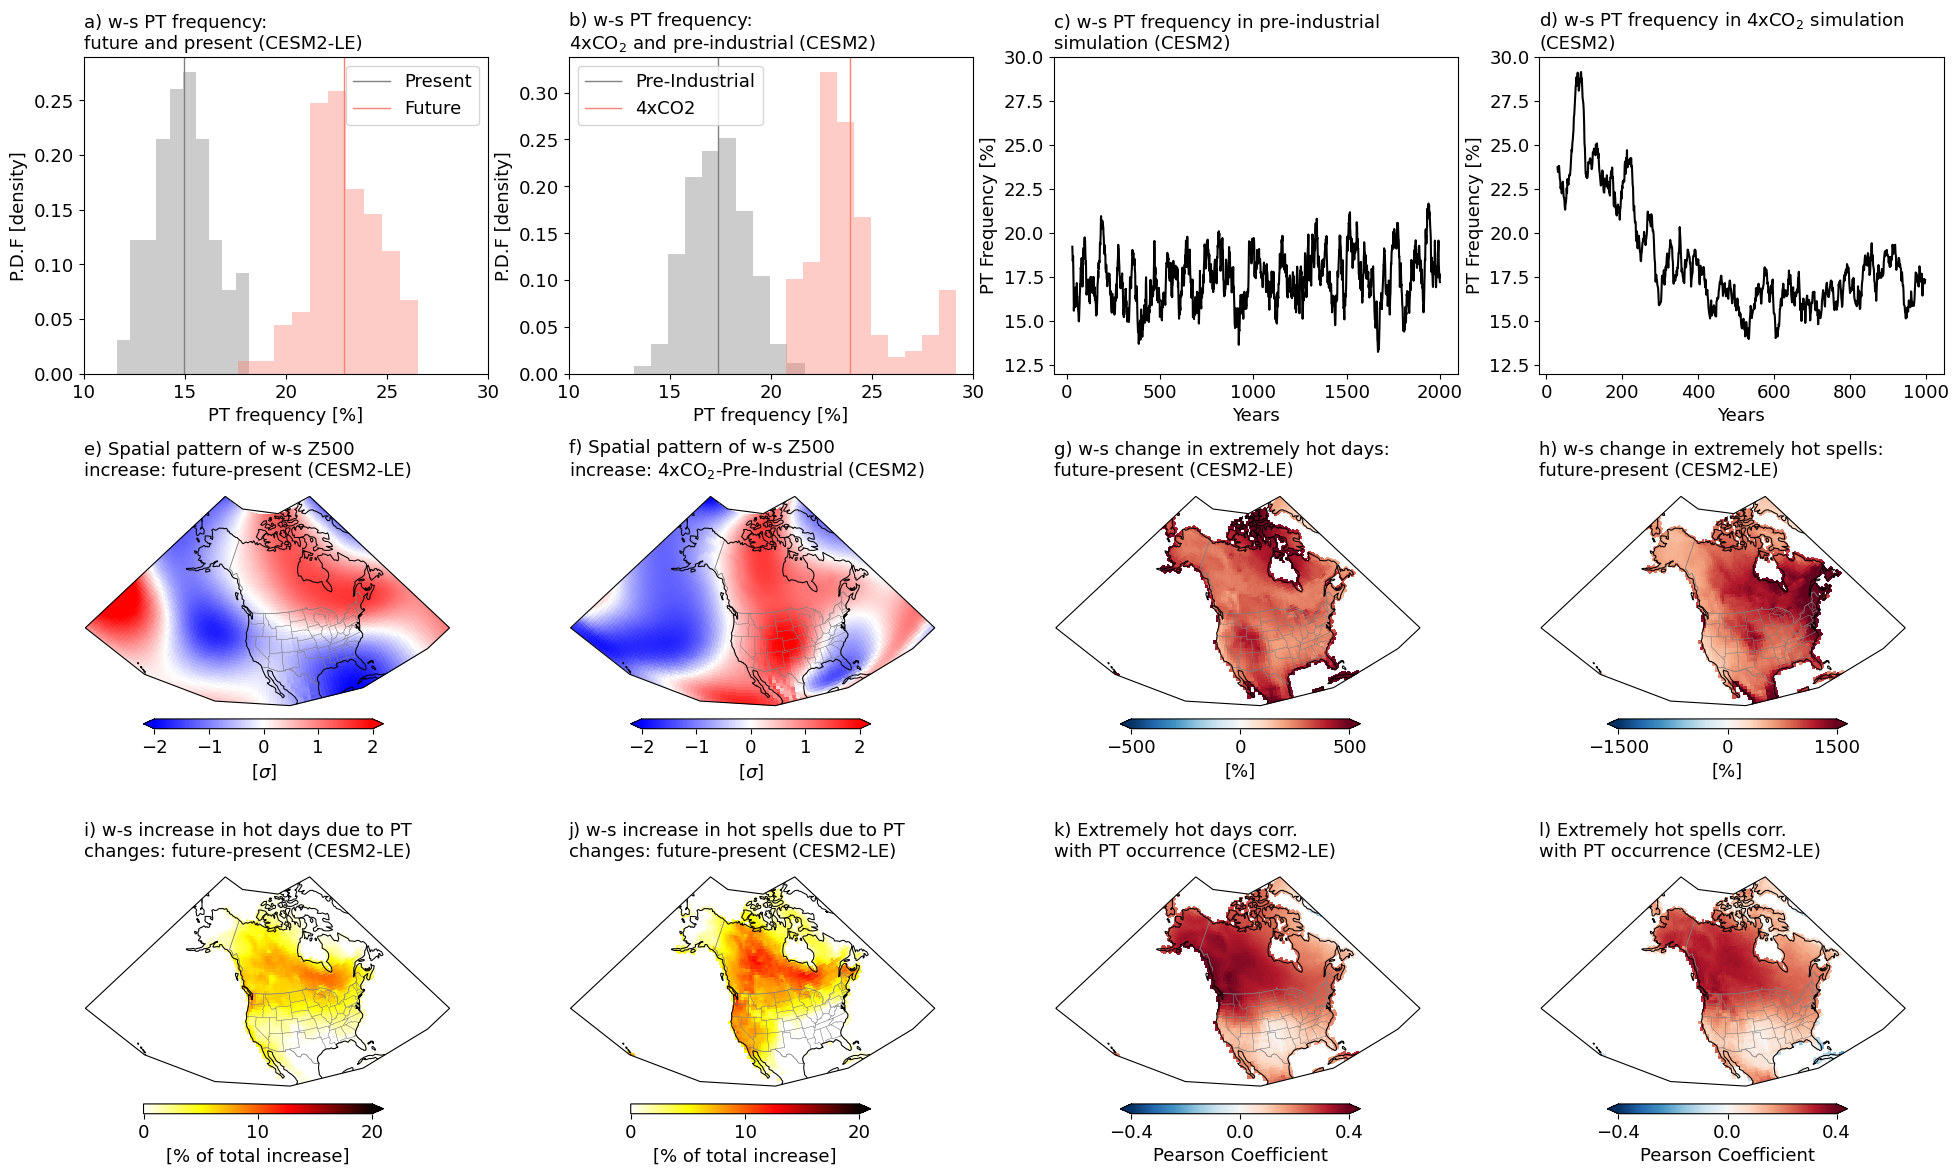 a) w-s PT frequency:
future and present (CESM2-LE)
Present
Future
P.D.F [density]
0.25
0.20
0.15
0.10
0.05
0.00
10 15 20 25 30
PT frequency [%]
b) w-s PT frequency:
4xCO₂ and pre-industrial (CESM2)
Pre-Industrial
4xCO2
P.D.F [density]
0.30
0.25
0.20
0.15
0.10
0.05
0.00
10 15 20 25 30
PT frequency [%]
c) w-s PT frequency in pre-industrial
simulation (CESM2)
PT Frequency [%]
30.0
27.5
25.0
22.5
20.0
17.5
15.0
12.5
0 500 1000 1500 2000
Years
d) w-s PT frequency in 4xCO₂ simulation
(CESM2)
PT Frequency [%]
30.0
27.5
25.0
22.5
20.0
17.5
15.0
12.5
0 200 400 600 800 1000
Years
e) Spatial pattern of w-s Z500
increase: future-present (CESM2-LE)
−2 −1 0 1 2
[σ]
f) Spatial pattern of w-s Z500
increase: 4xCO₂-Pre-Industrial (CESM2)
−2 −1 0 1 2
[σ]
g) w-s change in extremely hot days:
future-present (CESM2-LE)
−500 0 500
[%]
h) w-s change in extremely hot spells:
future-present (CESM2-LE)
−1500 0 1500
[%]
i) w-s increase in hot days due to PT
changes: future-present (CESM2-LE)
0 10 20
[% of total increase]
j) w-s increase in hot spells due to PT
changes: future-present (CESM2-LE)
0 10 20
[% of total increase]
k) Extremely hot days corr.
with PT occurrence (CESM2-LE)
−0.4 0.0 0.4
Pearson Coefficient
l) Extremely hot spells corr.
with PT occurrence (CESM2-LE)
−0.4 0.0 0.4
Pearson Coefficient